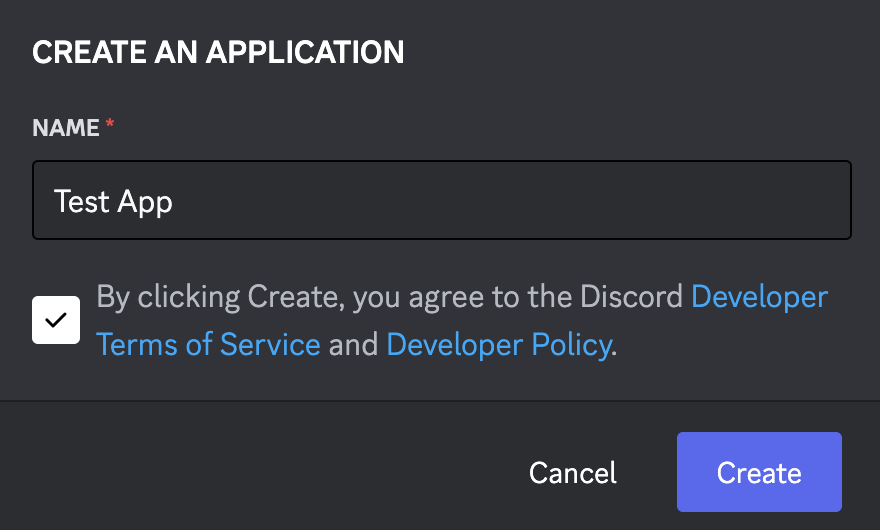 CREATE AN APPLICATION
NAME *
Test App
By clicking Create, you agree to the Discord Developer
Terms of Service and Developer Policy.
Cancel
Create